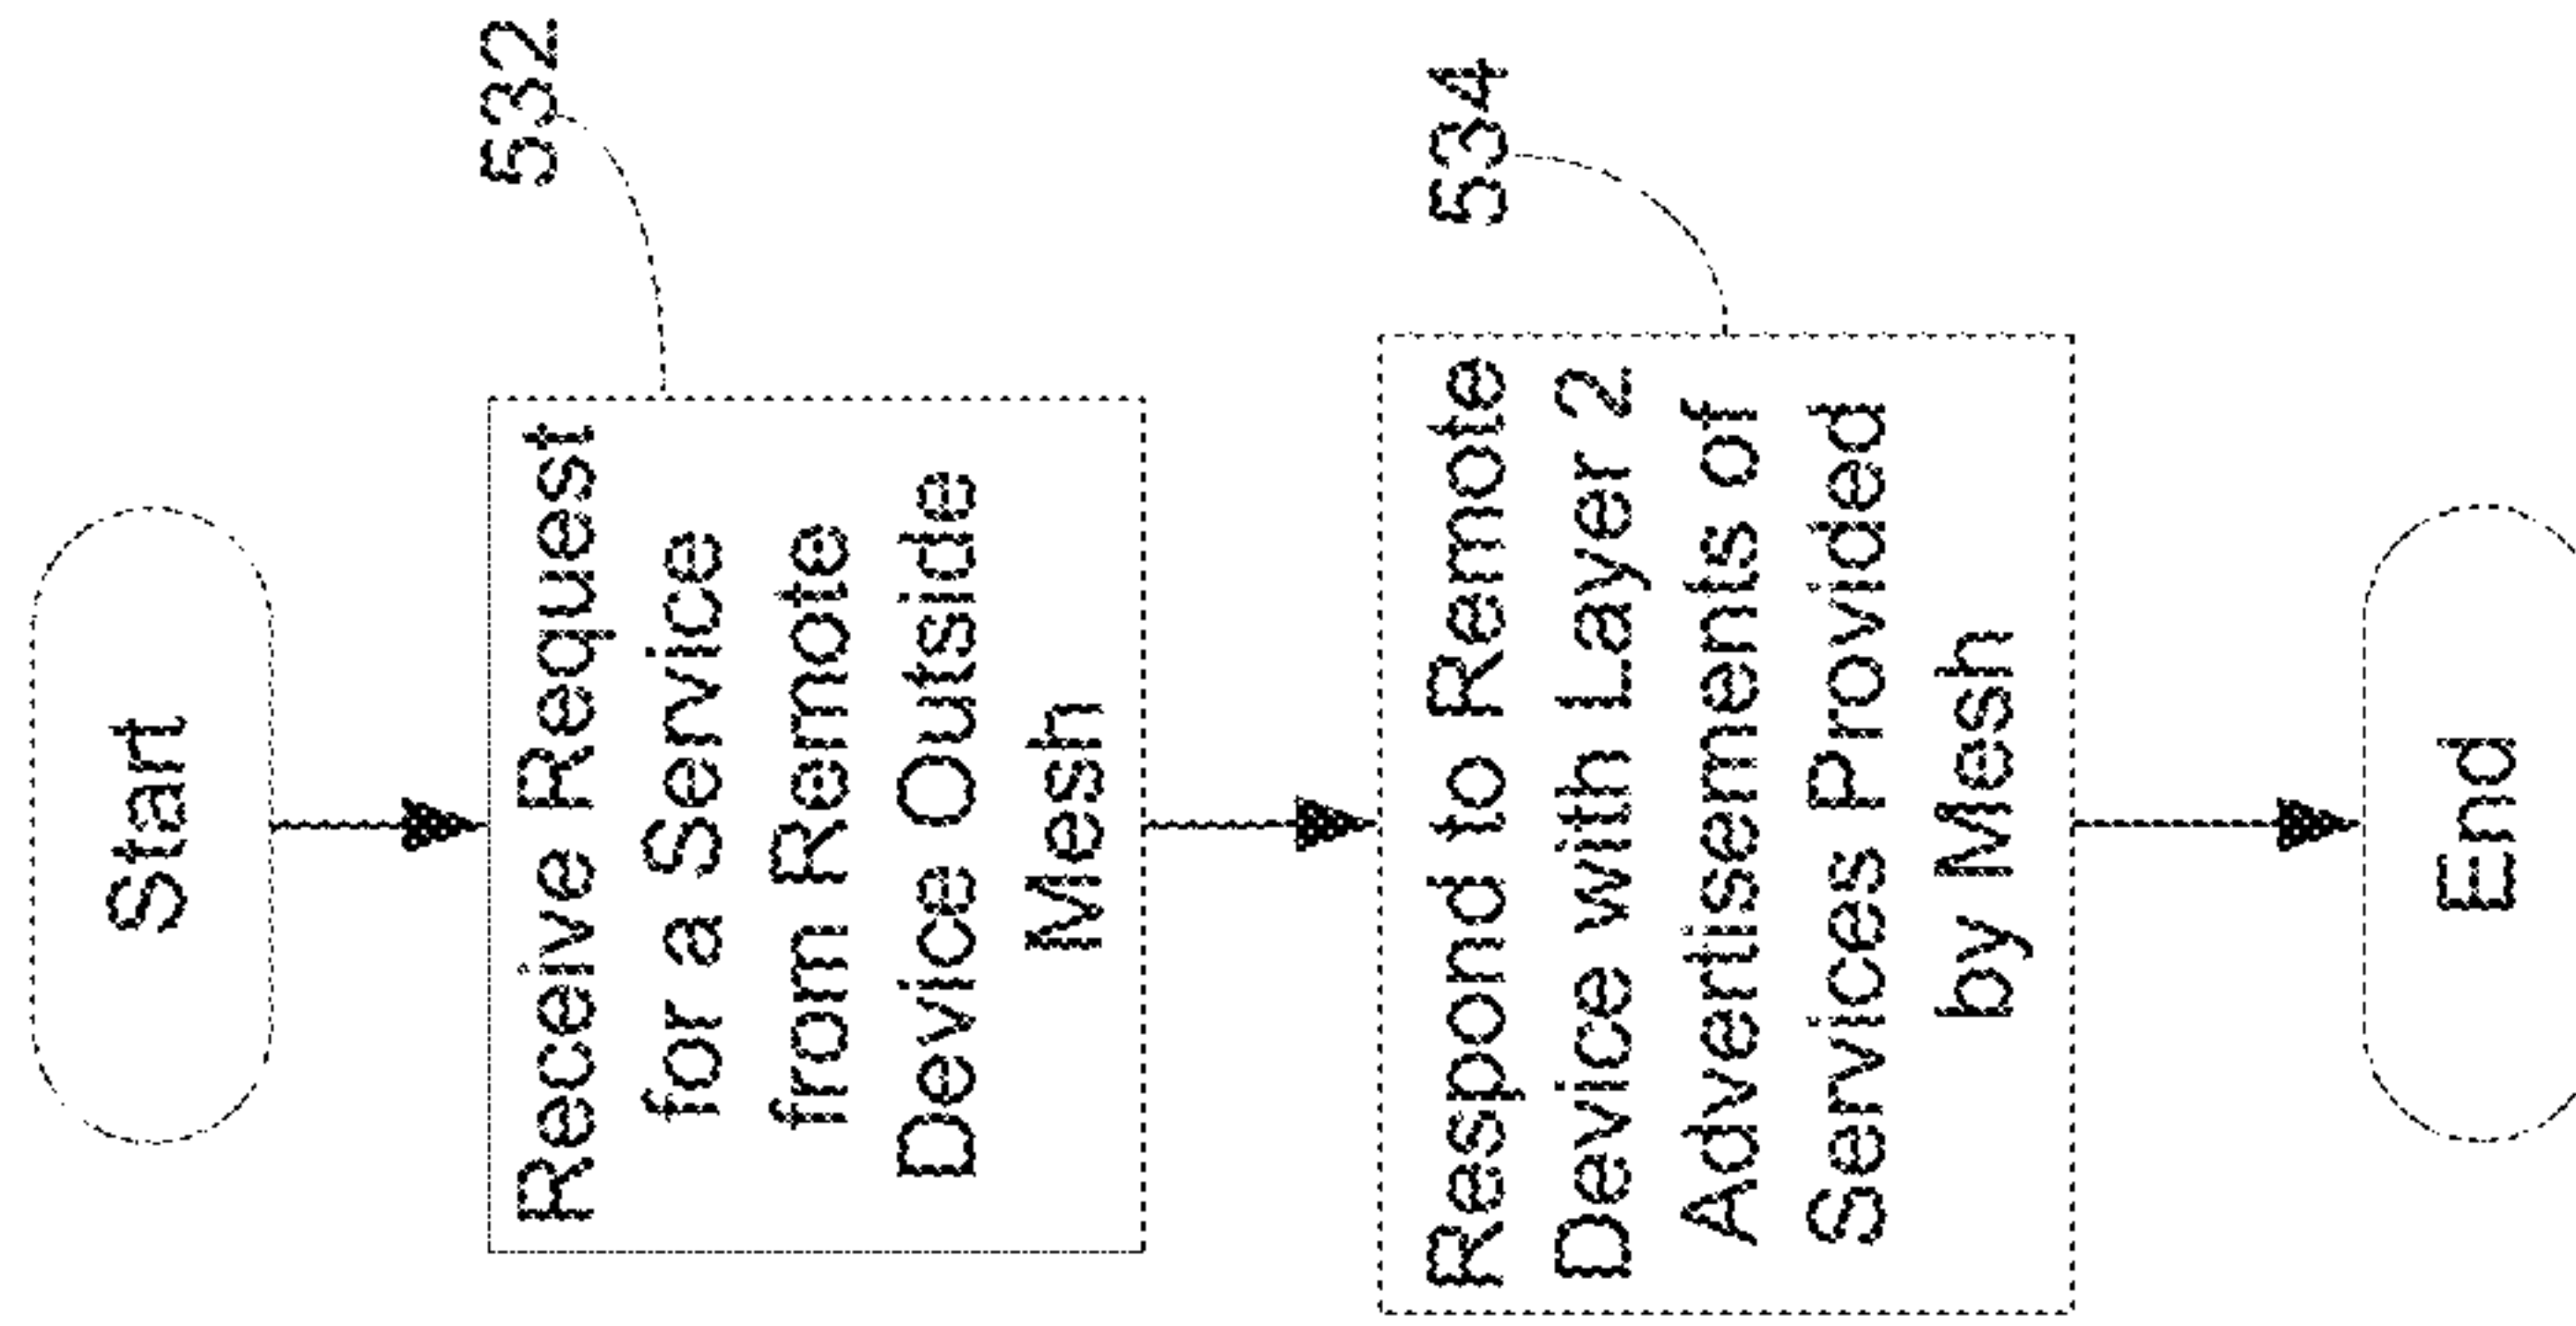 Start
532
Receive Request
for a Service
from Remote
Device Outside
Mesh
534
Respond to Remote
Device with Layer 2
Advertisements of
Services Provided
by Mesh
End